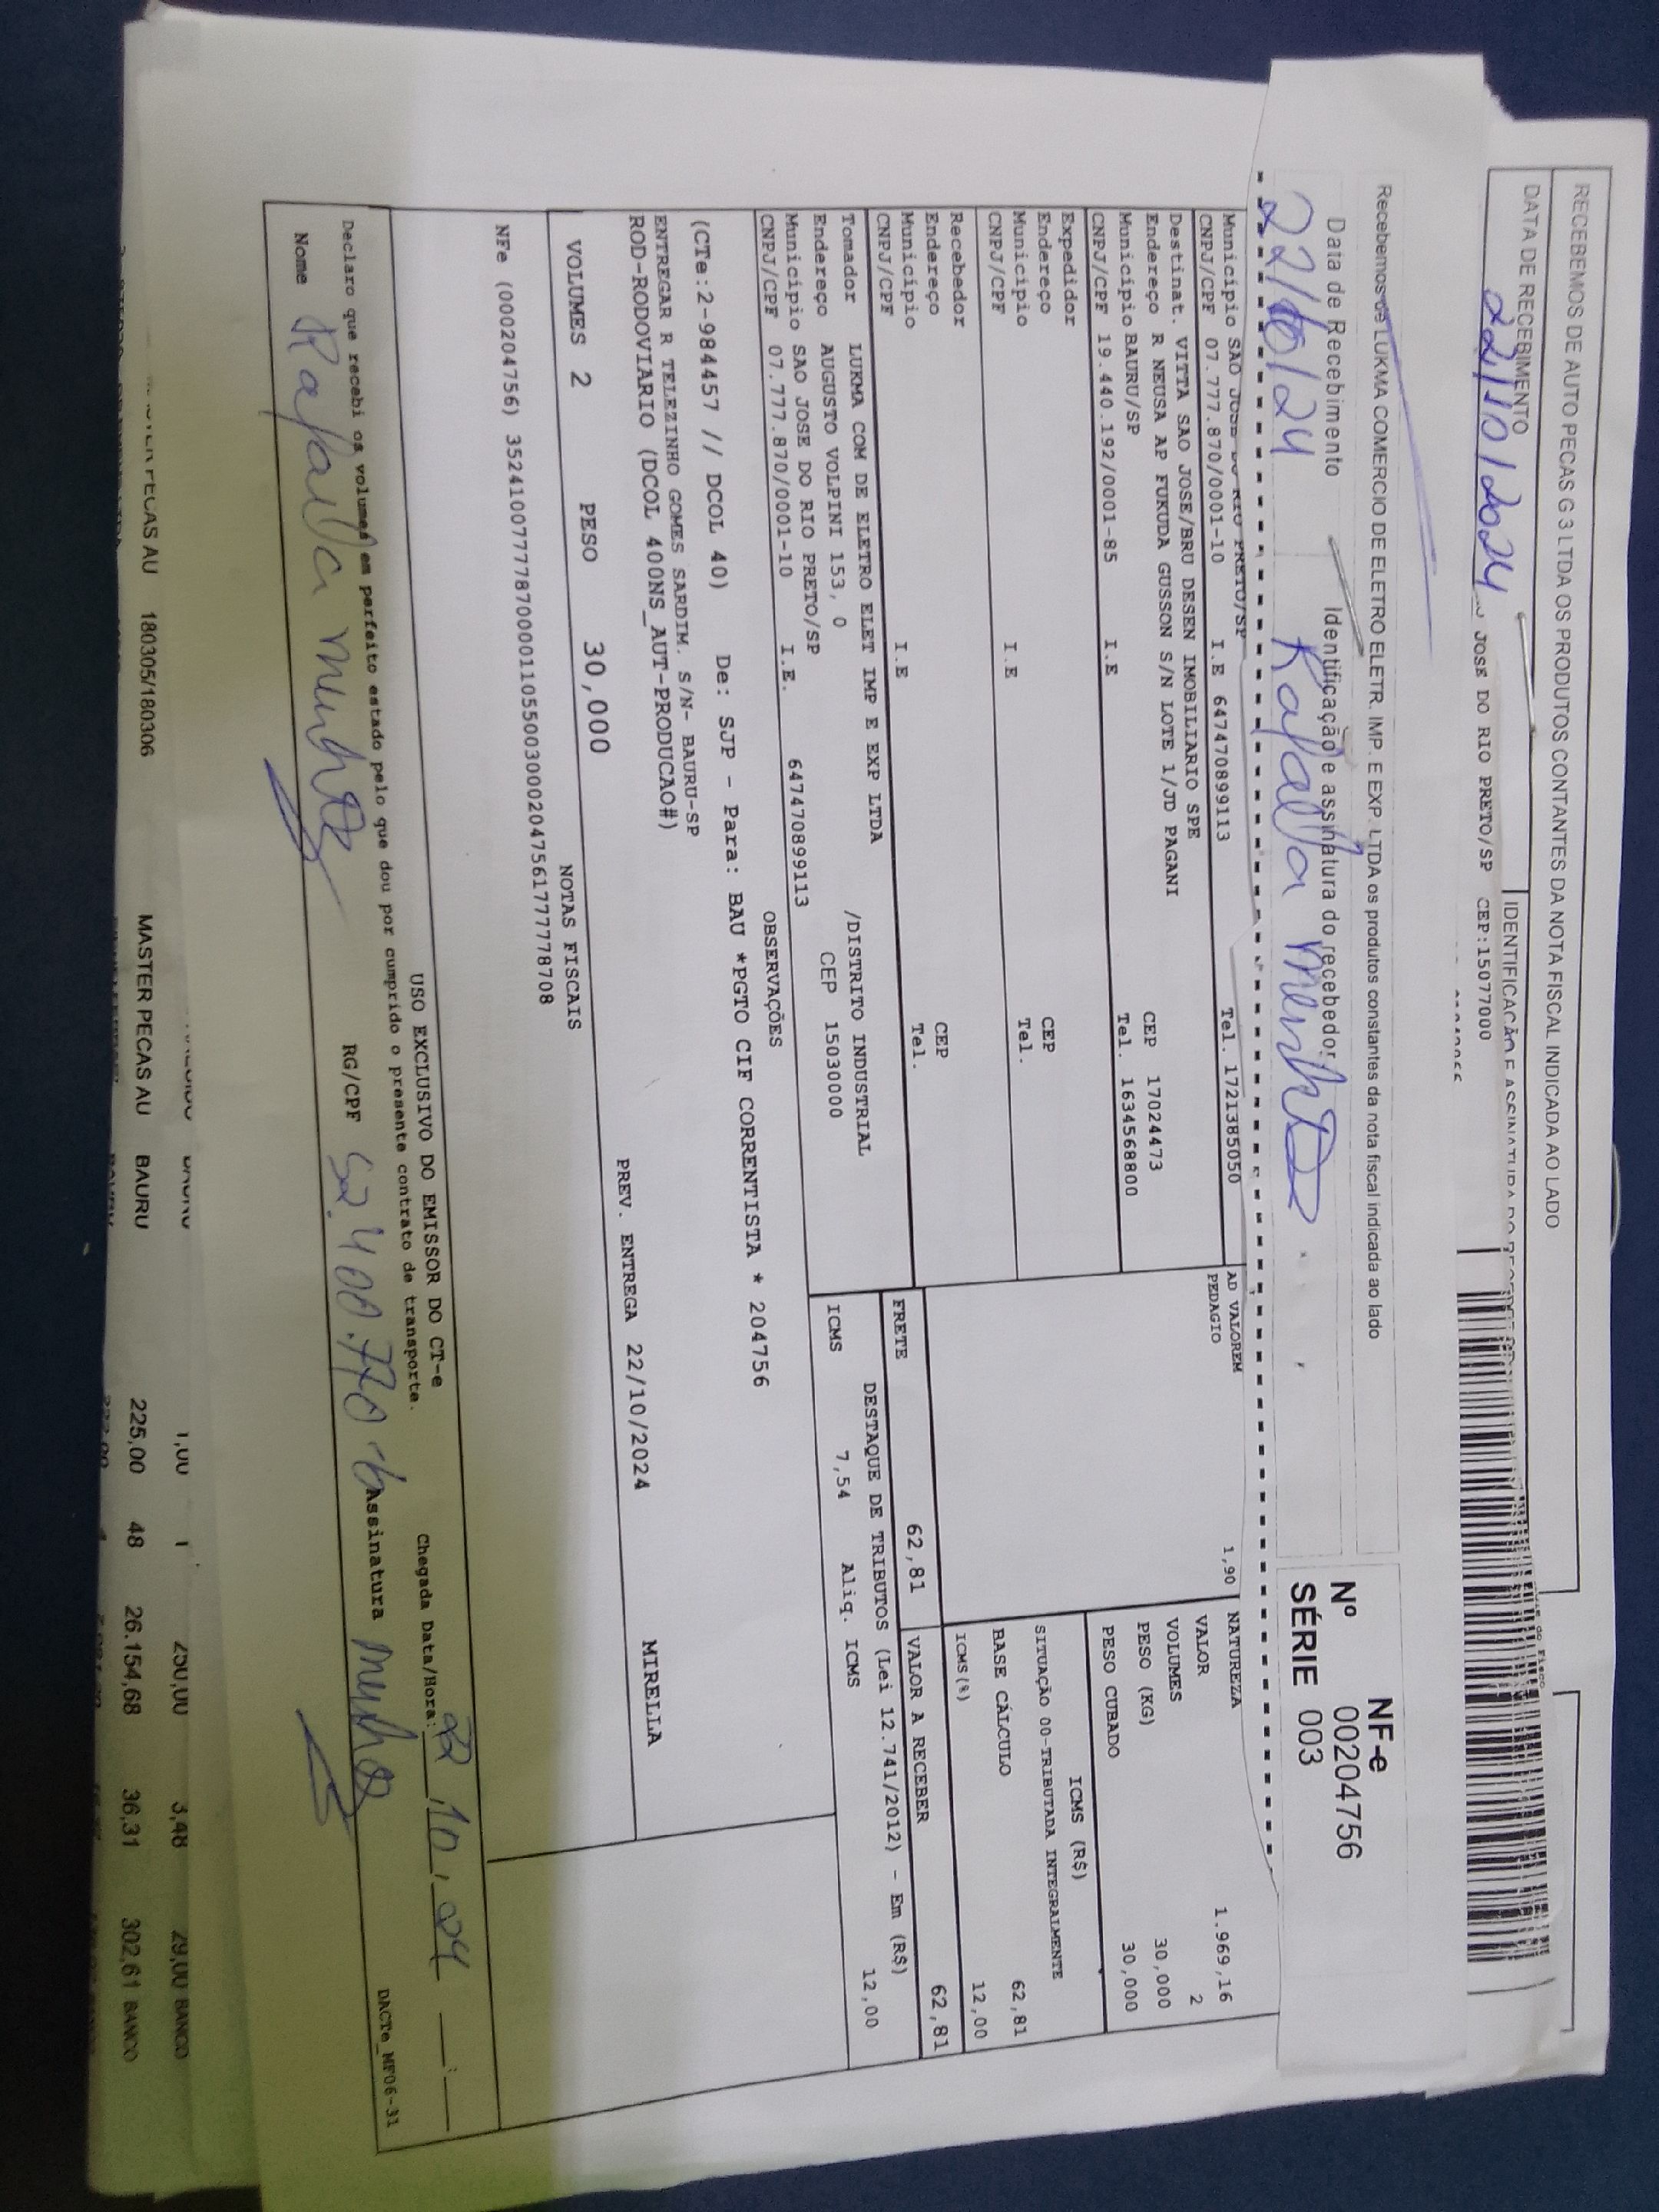 RECEBEMOS DE AUTO PECAS G 3 LTDA OS PRODUTOS CONTANTES DA NOTA FISCAL INDICADA AO LADO
DATA DE RECEBIMENTO
22/10/2024
JOSE DO RIO PRETO/SP CEP:15077000
Recebemos de LUKMA COMERCIO DE ELETRO ELETR. IMP. E EXP. LTDA os produtos constantes da nota fiscal indicada ao lado
Data de Recebimento Identificação e assinatura do recebedor
22/10/24
NF-e
Nº 00204756
SÉRIE 003
Município SAO JOSE DO RIO PRETO/SP
CNPJ/CPF 07.777.870/0001-10 I.E 647470899113 Tel. 1721385050
Destinat. VITTA SAO JOSE/BRU DESEN IMOBILIARIO SPE
Endereço R NEUSA AP FUKUDA GUSSON S/N LOTE 1/JD PAGANI CEP 17024473
Município BAURU/SP Tel. 1634568800
CNPJ/CPF 19.440.192/0001-85 I.E
Expedidor
Endereço CEP
Município Tel.
CNPJ/CPF I.E
Recebedor
Endereço CEP
Município Tel.
CNPJ/CPF I.E
Tomador LUKMA COM DE ELETRO ELET IMP E EXP LTDA
Endereço AUGUSTO VOLPINI 153, 0 /DISTRITO INDUSTRIAL
Município SAO JOSE DO RIO PRETO/SP CEP 15030000
CNPJ/CPF 07.777.870/0001-10 I.E. 647470899113
AD VALOREM 1,90
PEDAGIO
NATUREZA
VALOR 1.969,16
VOLUMES 2
PESO (KG) 30,000
PESO CUBADO 30,000
ICMS (R$)
SITUAÇÃO 00-TRIBUTADA INTEGRALMENTE
BASE CÁLCULO 62,81
ICMS(%) 12,00
FRETE 62,81 VALOR A RECEBER 62,81
DESTAQUE DE TRIBUTOS (Lei 12.741/2012) - Em (R$)
ICMS 7,54 Aliq. ICMS 12,00
OBSERVAÇÕES
(CTe:2-984457 // DCOL 40) De: SJP - Para: BAU *PGTO CIF CORRENTISTA * 204756
ENTREGAR R TELEZINHO GOMES SARDIM. S/N- BAURU-SP
ROD-RODOVIARIO (DCOL 400NS_AUT-PRODUCAO#)
VOLUMES 2 PESO 30,000 PREV. ENTREGA 22/10/2024 MIRELLA
NOTAS FISCAIS
NFe (000204756) 35241007777870000110550030002047561777778708
USO EXCLUSIVO DO EMISSOR DO CT-e
Declaro que recebi os volumes em perfeito estado pelo que dou por cumprido o presente contrato de transporte.
Chegada Data/Hora: 22,10,24
Nome RG/CPF Assinatura
DACTe_MF06-31
1,00 1 250,00 3,48 29,00 BANCO
PECAS AU 180305/180306 MASTER PECAS AU BAURU 225,00 48 26.154,68 36,31 302,61 BANCO